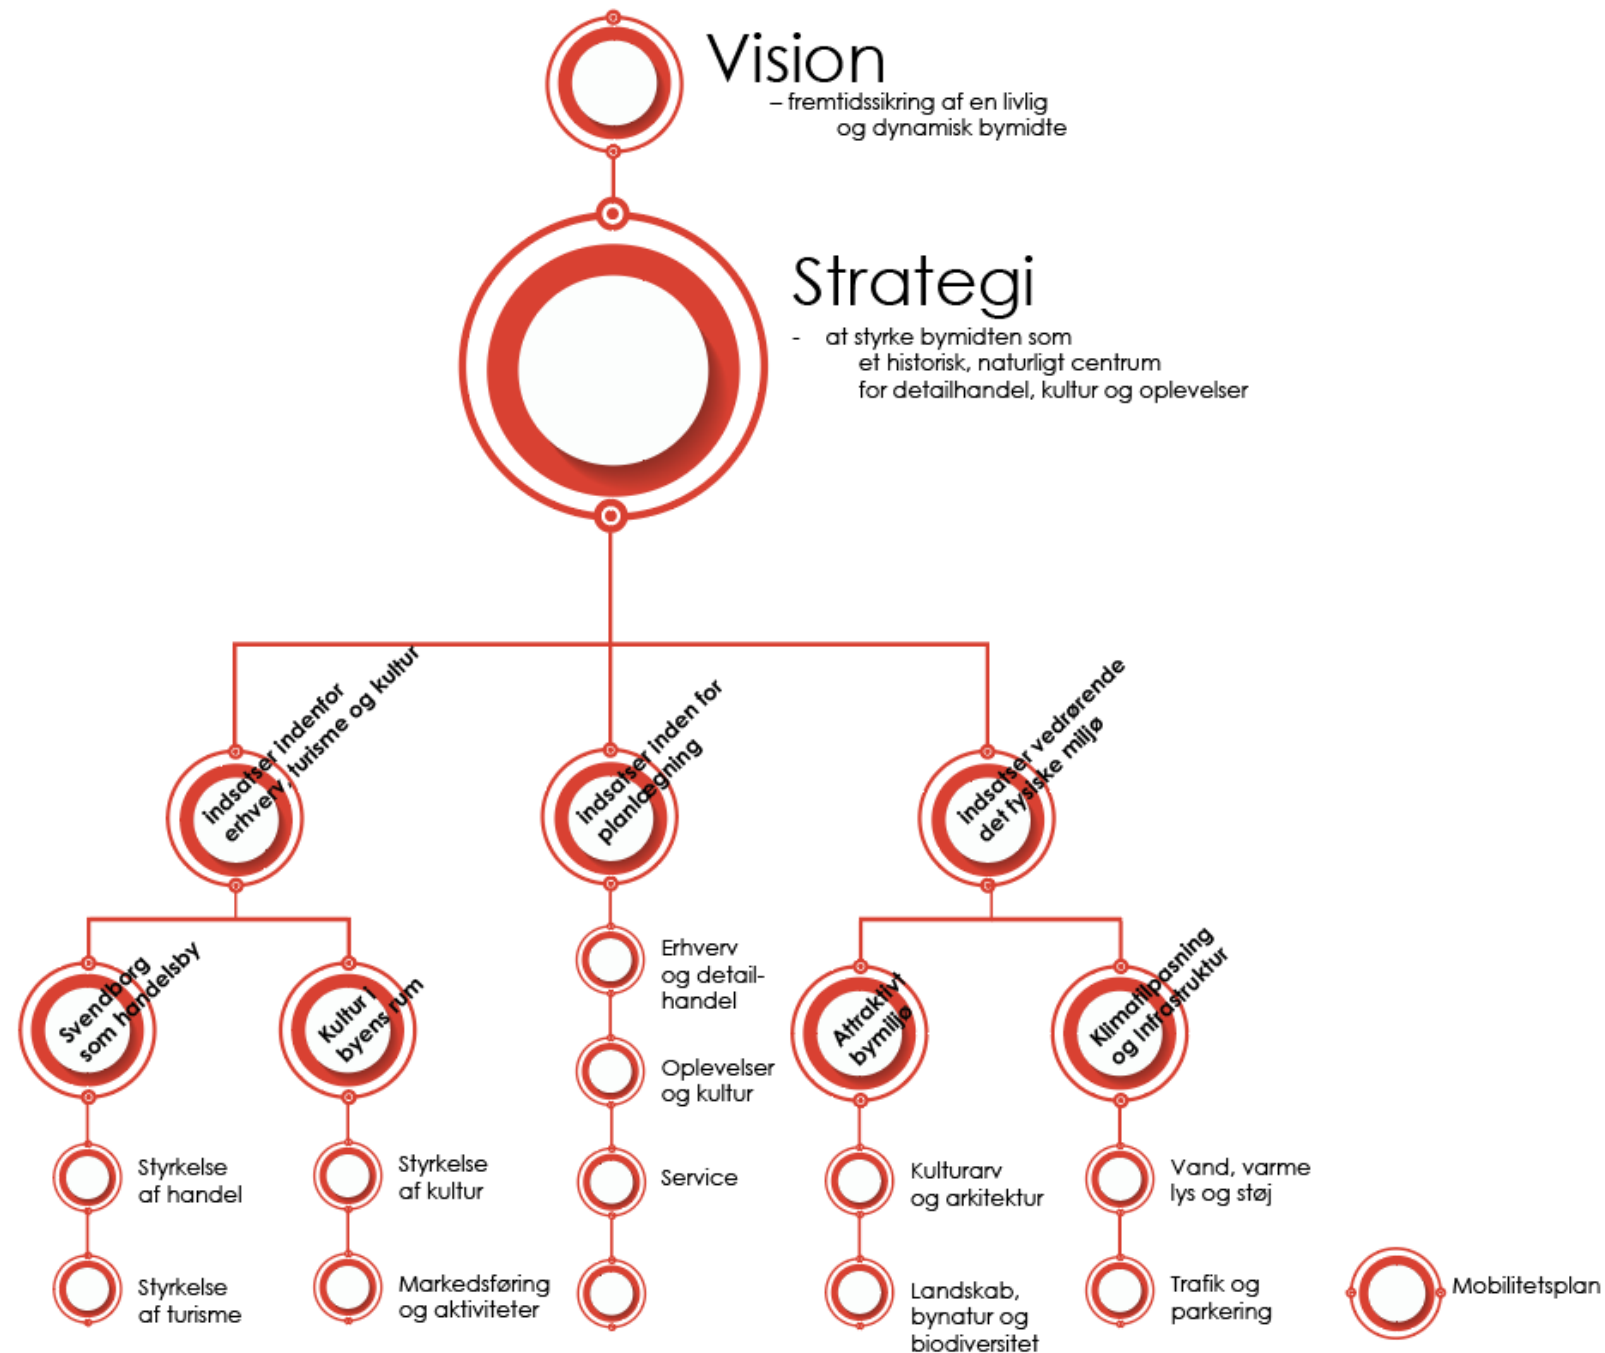 Vision
– fremtidssikring af en livlig
og dynamisk bymidte
Strategi
- at styrke bymidten som
et historisk, naturligt centrum
for detailhandel, kultur og oplevelser
indsatser indenfor
erhverv, turisme og kultur
indsatser inden for
planlægning
indsatser vedrørende
det fysiske miljø
Svendborg
som handelsby
Kultur i
byens rum
Erhverv
og detail-
handel
Oplevelser
og kultur
Service
Attraktivt
bymiljø
Klimatilpasning
og Infrastruktur
Styrkelse
af handel
Styrkelse
af turisme
Styrkelse
af kultur
Markedsføring
og aktiviteter
Kulturarv
og arkitektur
Landskab,
bynatur og
biodiversitet
Vand, varme
lys og støj
Trafik og
parkering
Mobilitetsplan